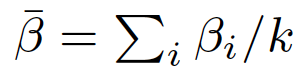 β̄ = ∑ᵢ βᵢ/k